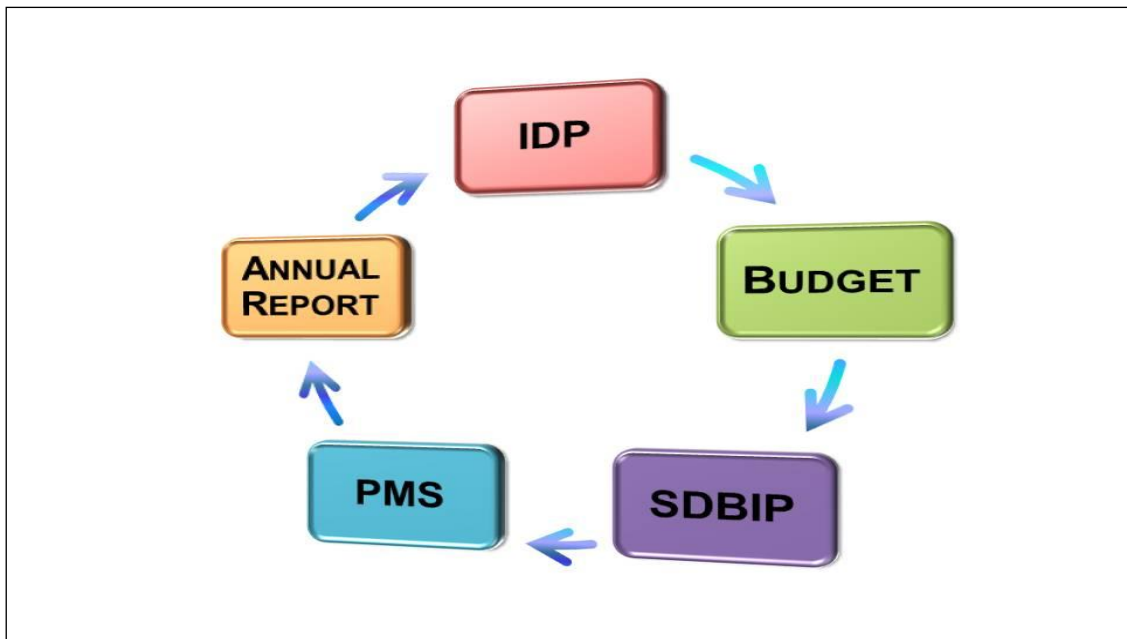 IDP
BUDGET
SDBIP
PMS
ANNUAL
REPORT